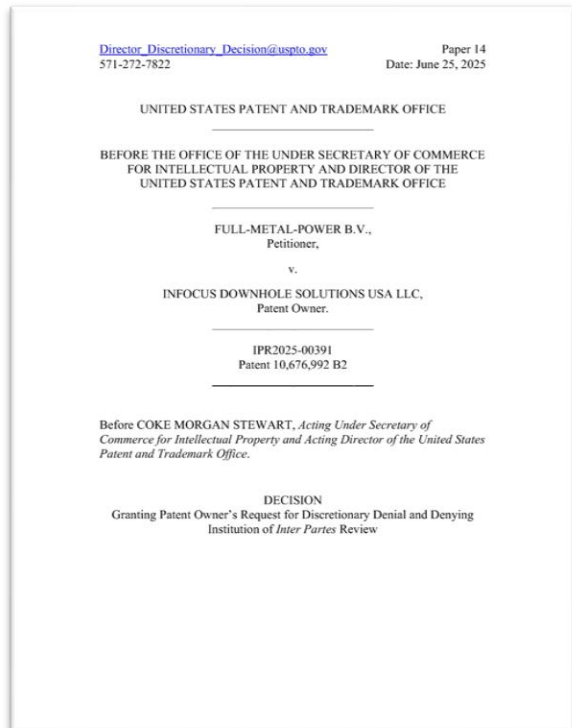 Director_Discretionary_Decision@uspto.gov Paper 14
571-272-7822 Date: June 25, 2025
UNITED STATES PATENT AND TRADEMARK OFFICE
BEFORE THE OFFICE OF THE UNDER SECRETARY OF COMMERCE
FOR INTELLECTUAL PROPERTY AND DIRECTOR OF THE
UNITED STATES PATENT AND TRADEMARK OFFICE
FULL-METAL-POWER B.V.,
Petitioner,
v.
INFOCUS DOWNHOLE SOLUTIONS USA LLC,
Patent Owner.
IPR2025-00391
Patent 10,676,992 B2
Before COKE MORGAN STEWART, Acting Under Secretary of
Commerce for Intellectual Property and Acting Director of the United States
Patent and Trademark Office.
DECISION
Granting Patent Owner's Request for Discretionary Denial and Denying
Institution of Inter Partes Review